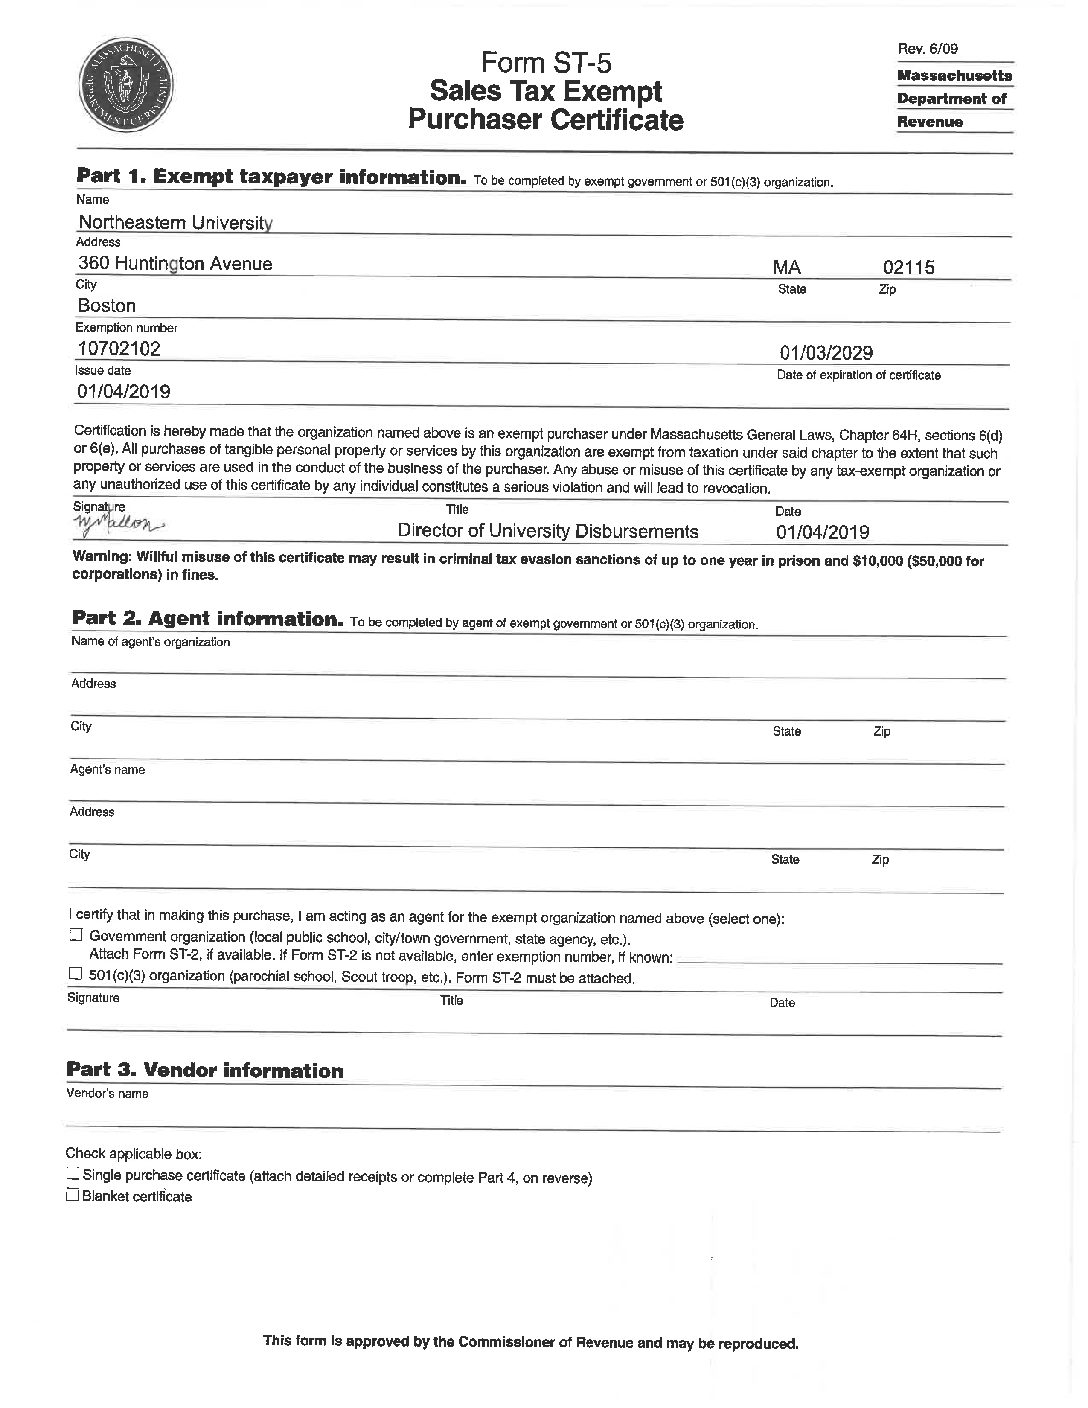 Form ST-5
Sales Tax Exempt
Purchaser Certificate
Rev. 6/09
Massachusetts
Department of
Revenue
Part 1. Exempt taxpayer information. To be completed by exempt government or 501(c)(3) organization.
Name
Northeastern University
Address
360 Huntington Avenue MA 02115
City State Zip
Boston
Exemption number
10702102 01/03/2029
Issue date Date of expiration of certificate
01/04/2019
Certification is hereby made that the organization named above is an exempt purchaser under Massachusetts General Laws, Chapter 64H, sections 6(d)
or 6(e). All purchases of tangible personal property or services by this organization are exempt from taxation under said chapter to the extent that such
property or services are used in the conduct of the business of the purchaser. Any abuse or misuse of this certificate by any tax-exempt organization or
any unauthorized use of this certificate by any individual constitutes a serious violation and will lead to revocation.
Signature Title Date
Director of University Disbursements 01/04/2019
Warning: Willful misuse of this certificate may result in criminal tax evasion sanctions of up to one year in prison and $10,000 ($50,000 for
corporations) in fines.
Part 2. Agent information. To be completed by agent of exempt government or 501(c)(3) organization.
Name of agent's organization
Address
City State Zip
Agent's name
Address
City State Zip
I certify that in making this purchase, I am acting as an agent for the exempt organization named above (select one):
Government organization (local public school, city/town government, state agency, etc.).
Attach Form ST-2, if available. If Form ST-2 is not available, enter exemption number, if known:
501(c)(3) organization (parochial school, Scout troop, etc.). Form ST-2 must be attached.
Signature Title Date
Part 3. Vendor information
Vendor's name
Check applicable box:
Single purchase certificate (attach detailed receipts or complete Part 4, on reverse)
Blanket certificate
This form is approved by the Commissioner of Revenue and may be reproduced.